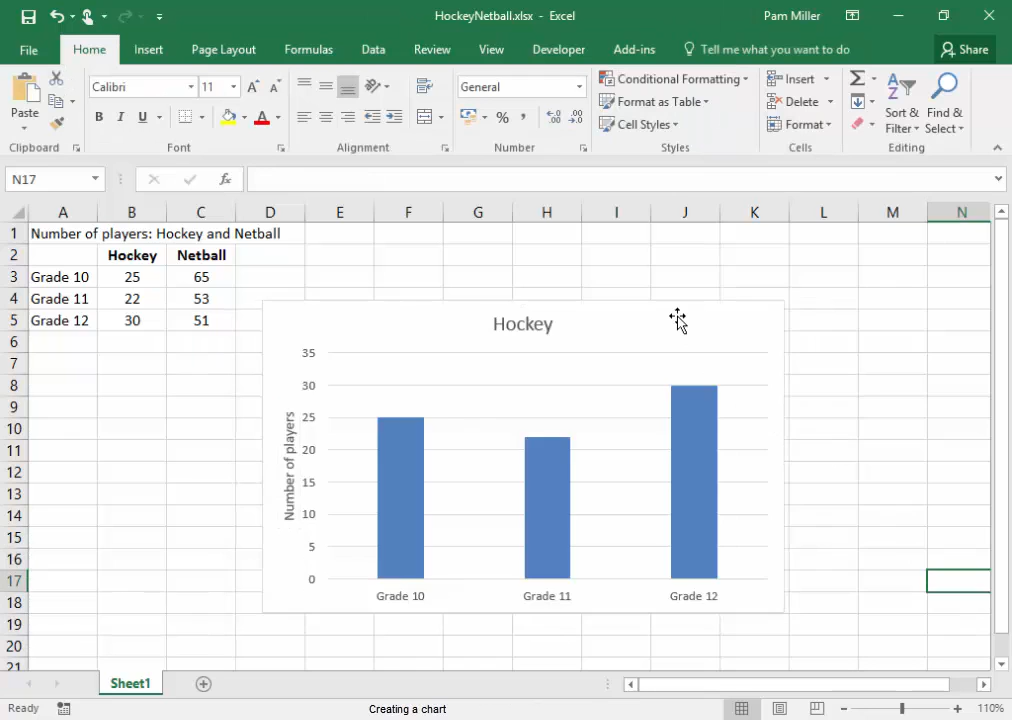 HockeyNetball.xlsx - Excel
Pam Miller
File Home Insert Page Layout Formulas Data Review View Developer Add-ins Tell me what you want to do Share
Paste
Calibri 11
B I U A
General
% ,
Conditional Formatting
Format as Table
Cell Styles
Insert
Delete
Format
Sort &
Filter
Find &
Select
Clipboard Font Alignment Number Styles Cells Editing
N17 fx
A B C D E F G H I J K L M N
1 Number of players: Hockey and Netball
2 Hockey Netball
3 Grade 10 25 65
4 Grade 11 22 53
5 Grade 12 30 51
6
7
8
9
10
11
12
13
14
15
16
17
18
19
20
21
Hockey
35
30
25
20
15
10
5
0
Number of players
Grade 10 Grade 11 Grade 12
Sheet1
Ready
Creating a chart
110%